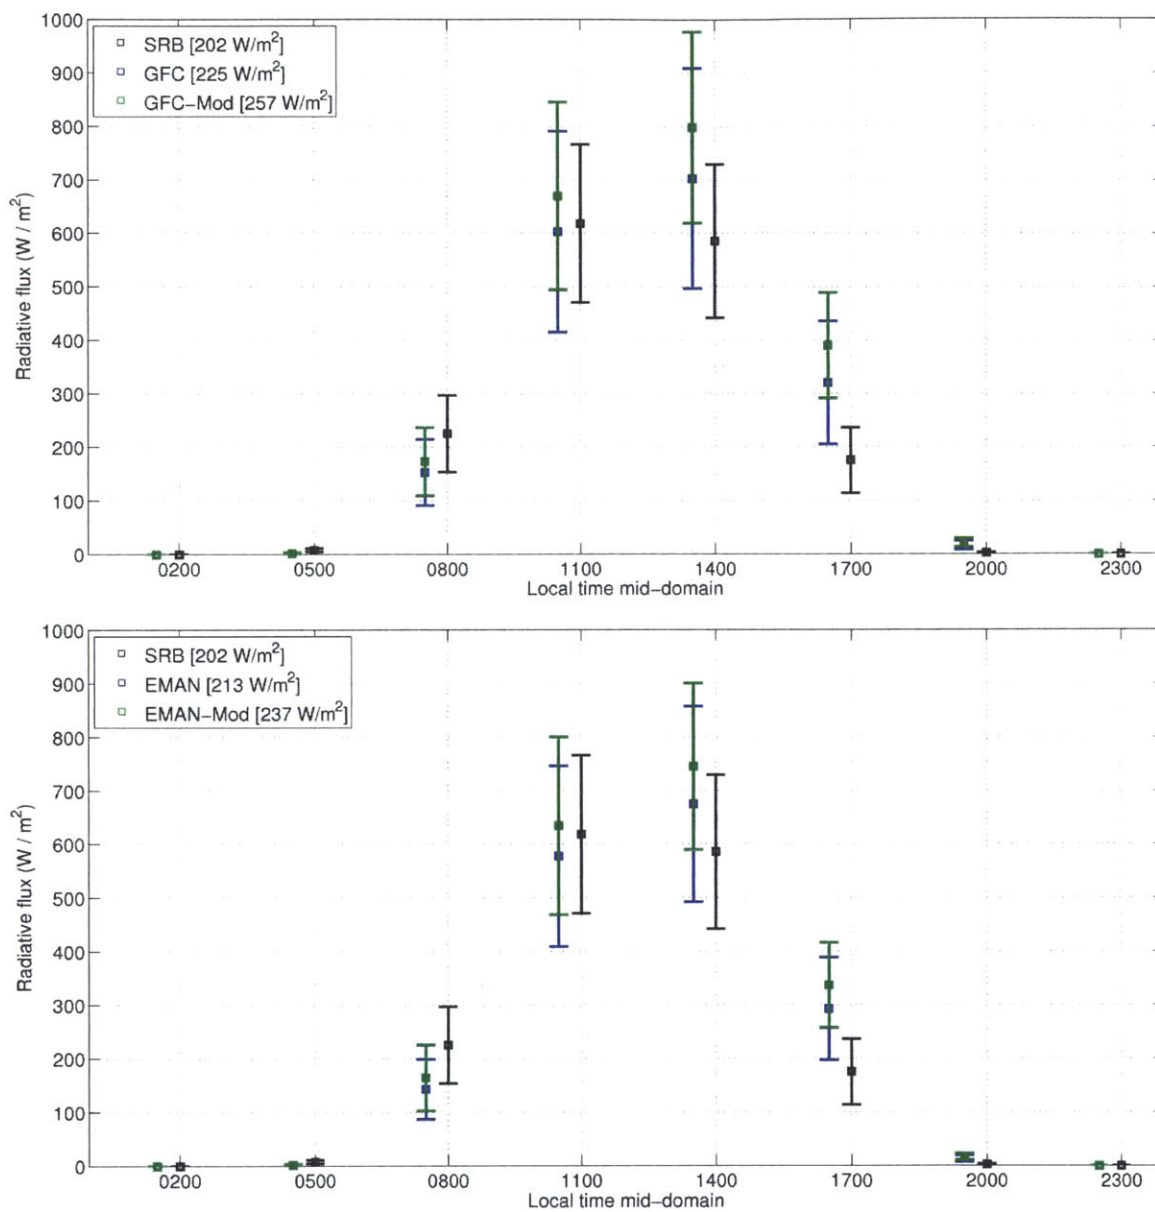 1000
900
800
700
600
500
400
300
200
100
0
Radiative flux (W / m²)
SRB [202 W/m²]
GFC [225 W/m²]
GFC−Mod [257 W/m²]
0200 0500 0800 1100 1400 1700 2000 2300
Local time mid−domain
1000
900
800
700
600
500
400
300
200
100
0
Radiative flux (W / m²)
SRB [202 W/m²]
EMAN [213 W/m²]
EMAN−Mod [237 W/m²]
0200 0500 0800 1100 1400 1700 2000 2300
Local time mid−domain